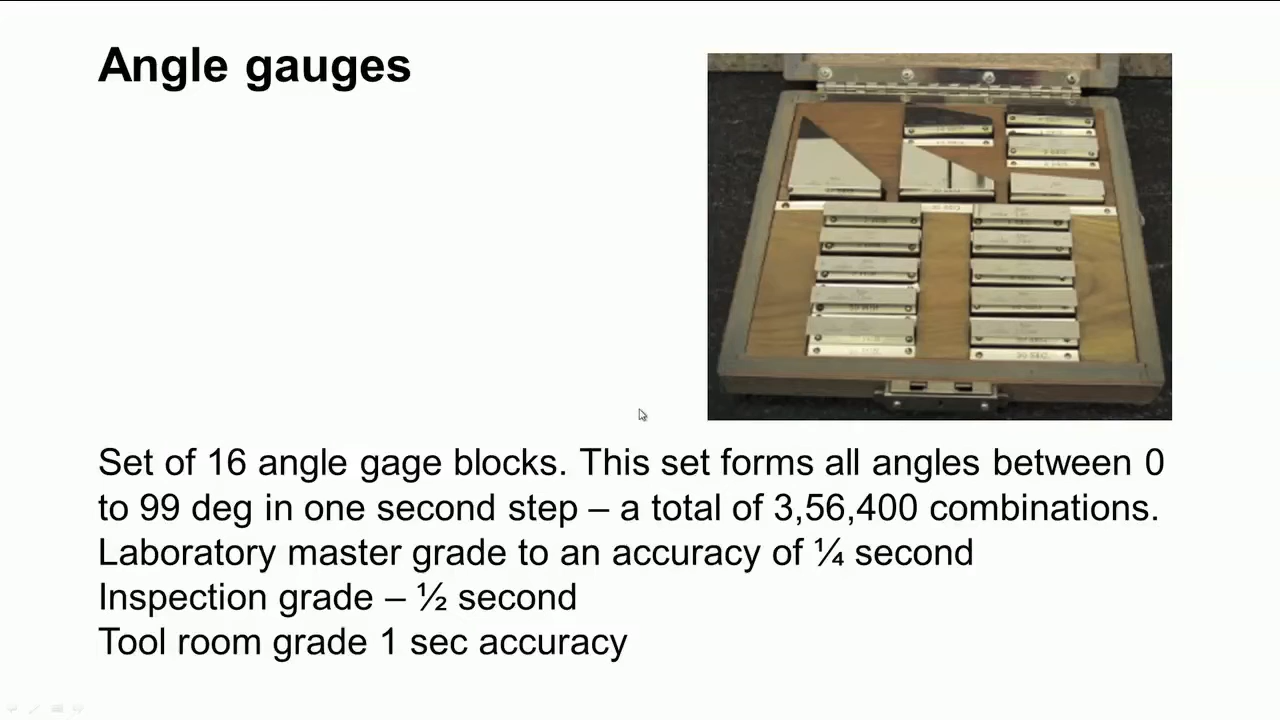 Angle gauges
Set of 16 angle gage blocks. This set forms all angles between 0
to 99 deg in one second step – a total of 3,56,400 combinations.
Laboratory master grade to an accuracy of ¼ second
Inspection grade – ½ second
Tool room grade 1 sec accuracy